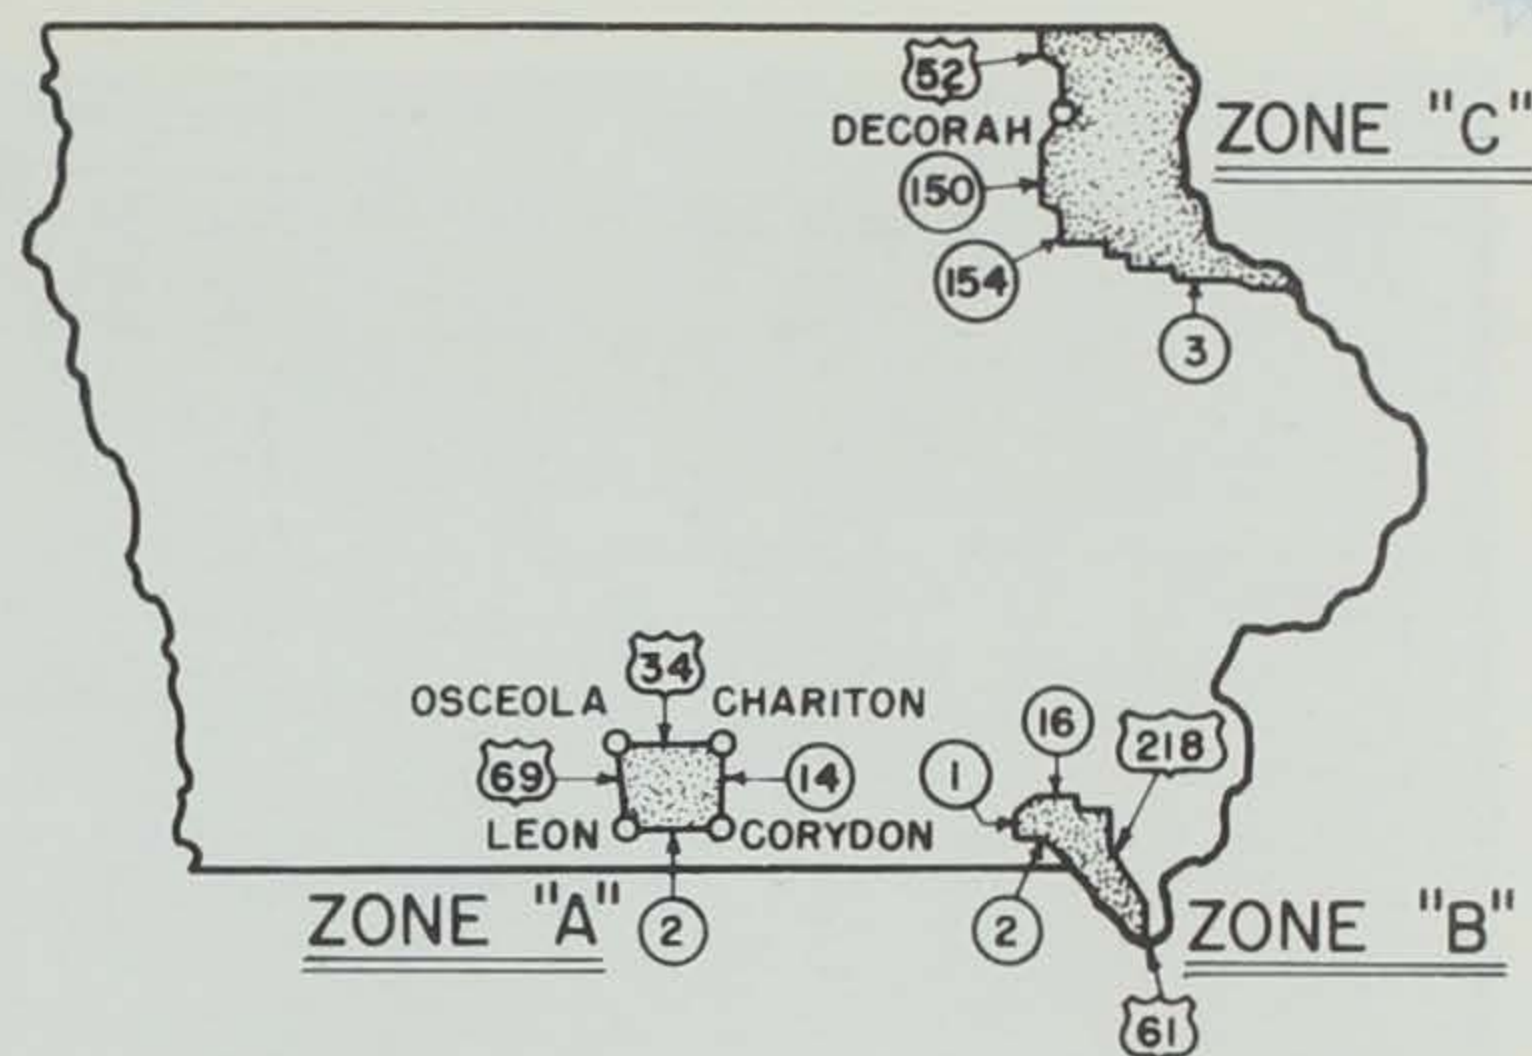 52
DECORAH
ZONE "C"
150
154
3
34
OSCEOLA
CHARITON
69
14
LEON
CORYDON
ZONE "A"
2
16
218
1
2
ZONE "B"
61